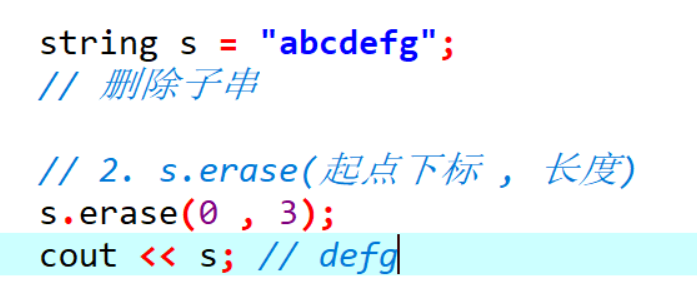 string s = "abcdefg";
// 删除子串
// 2. s.erase(起点下标 , 长度)
s.erase(0 , 3);
cout << s; // defg